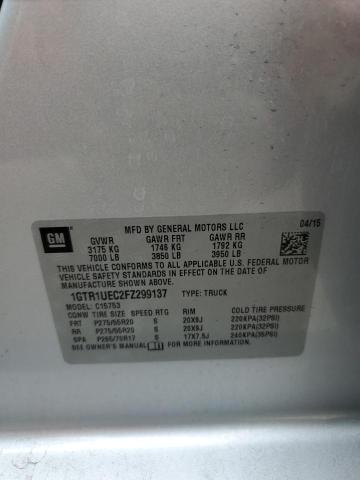 GM
MFD BY GENERAL MOTORS LLC
04/15
GVWR GAWR FRT GAWR RR
3175 KG 1746 KG 1792 KG
7000 LB 3850 LB 3950 LB
THIS VEHICLE CONFORMS TO ALL APPLICABLE U.S. FEDERAL MOTOR
VEHICLE SAFETY STANDARDS IN EFFECT ON THE DATE OF
MANUFACTURE SHOWN ABOVE.
1GTR1UEC2FZ299137 TYPE: TRUCK
C15753
CGNW TIRE SIZE SPEED RTG RIM COLD TIRE PRESSURE
FRT P275/55R20 S 20X9J 220KPA(32PSI)
RR P275/55R20 S 20X9J 220KPA(32PSI)
SPA P265/70R17 S 17X7.5J 240KPA(35PSI)
SEE OWNER'S MANUAL FOR ADDITIONAL INFORMATION.